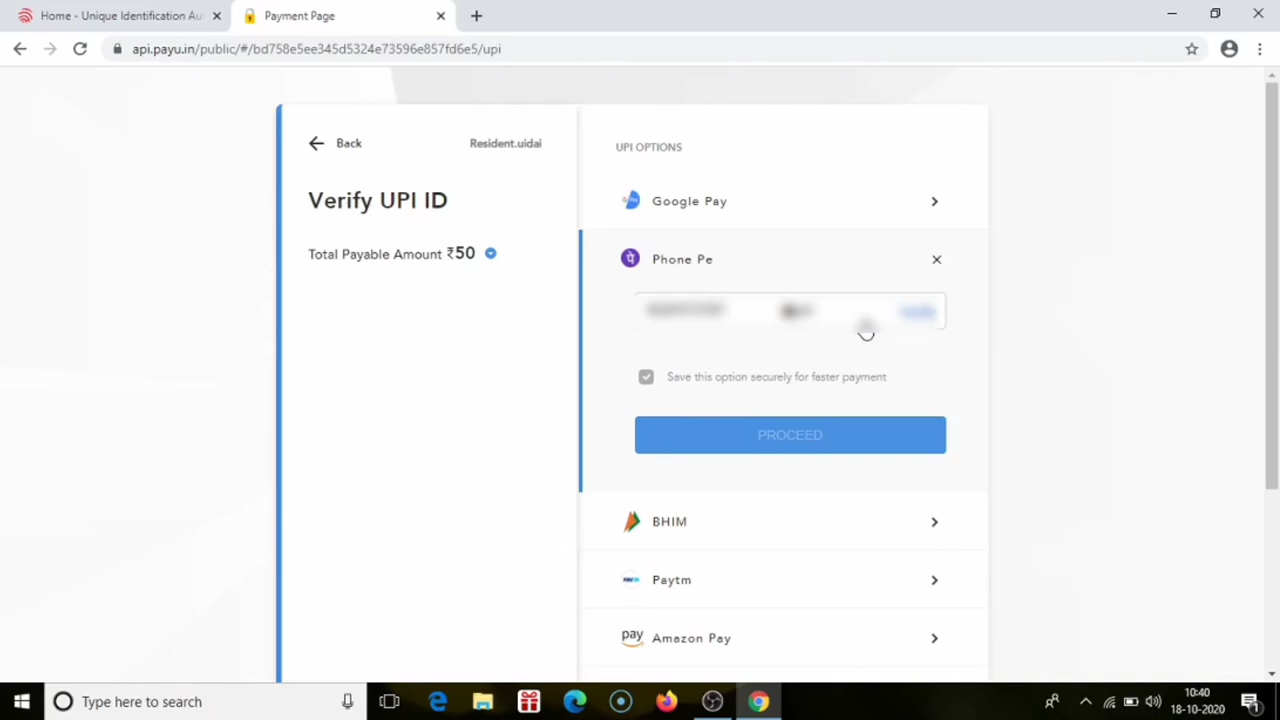 Home - Unique Identification Au
Payment Page
api.payu.in/public/#/bd758e5ee345d5324e73596e857fd6e5/upi
Back
Resident.uidai
Verify UPI ID
Total Payable Amount ₹50
UPI OPTIONS
Google Pay
Phone Pe
Save this option securely for faster payment
PROCEED
BHIM
Paytm
pay Amazon Pay
Type here to search
10:40
18-10-2020
1